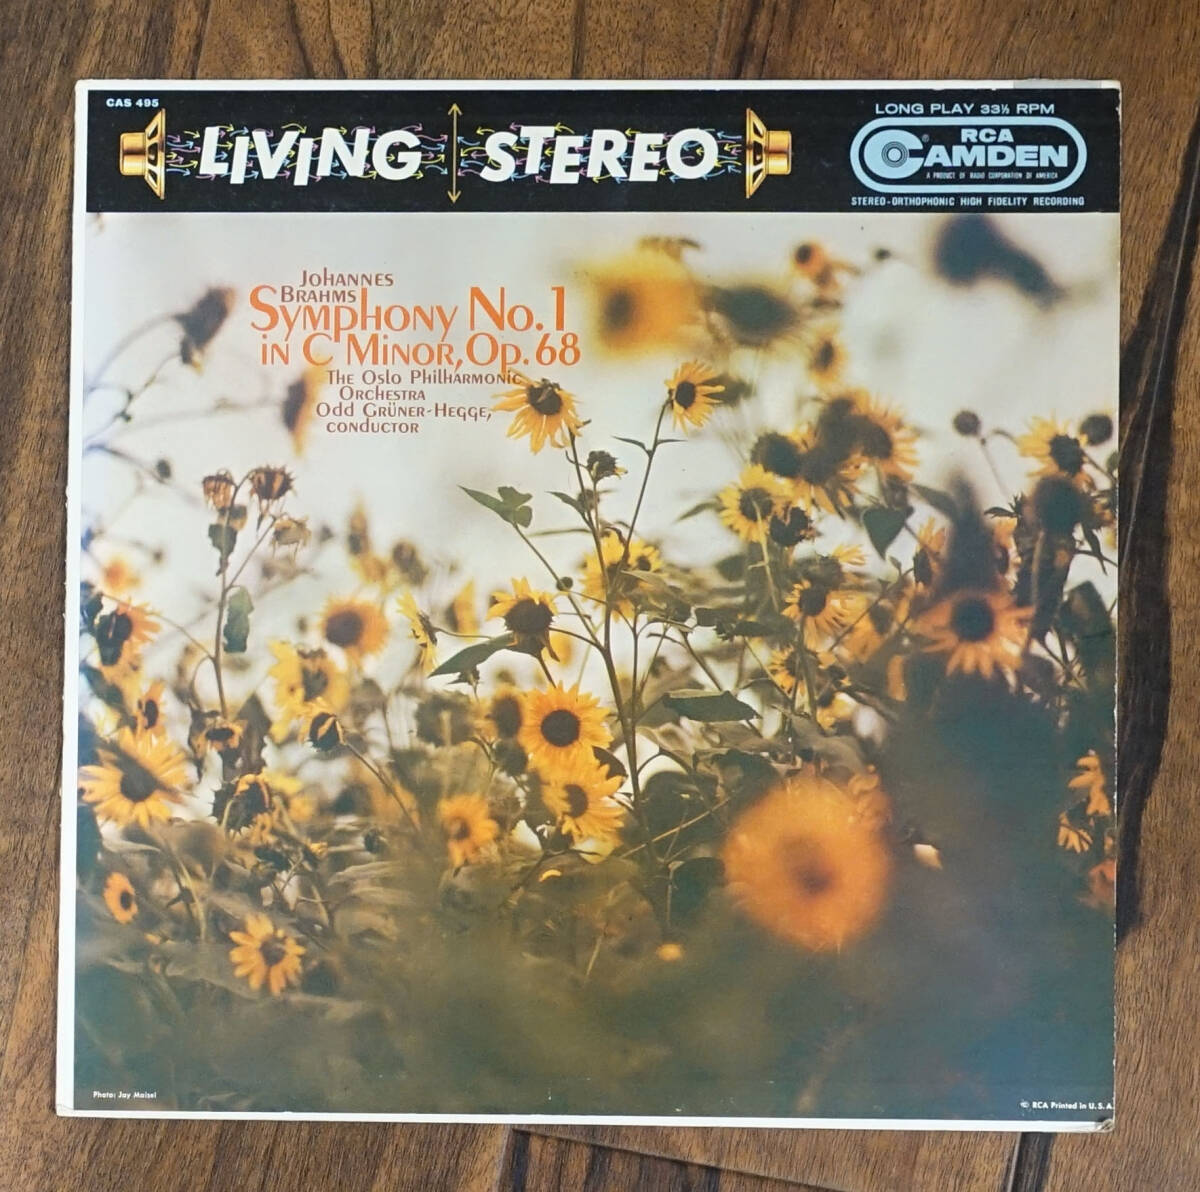 CAS 495
LIVING STEREO
LONG PLAY 33⅓ RPM
RCA
CAMDEN
®
A PRODUCT OF RADIO CORPORATION OF AMERICA
STEREO-ORTHOPHONIC HIGH FIDELITY RECORDING
Johannes
Brahms
Symphony No. 1
in C Minor, Op. 68
The Oslo Philharmonic
Orchestra
Odd Grüner-Hegge,
conductor
Photo: Jay Maisel
© RCA Printed in U. S. A.